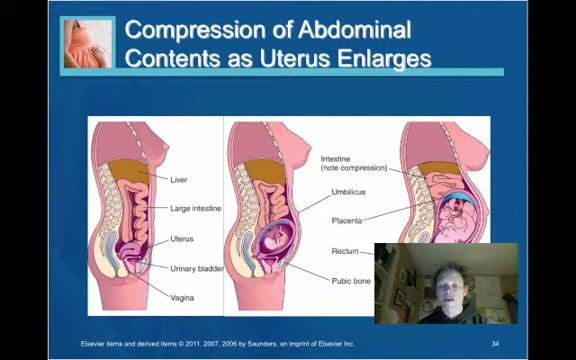 Compression of Abdominal
Contents as Uterus Enlarges
Liver
Large intestine
Uterus
Urinary bladder
Vagina
Intestine
(note compression)
Umbilicus
Placenta
Rectum
Pubic bone
Elsevier items and derived items © 2011, 2007, 2006 by Saunders, an imprint of Elsevier Inc.
34